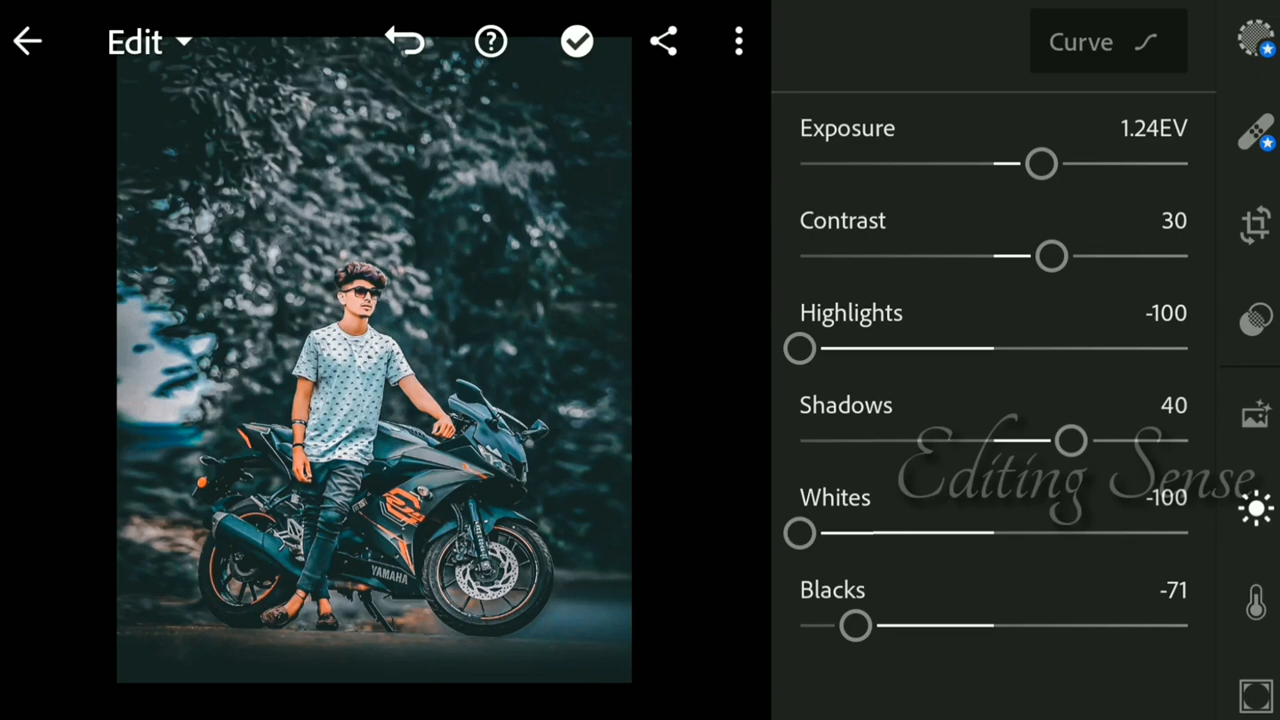 Edit
Curve
Exposure 1.24EV
Contrast 30
Highlights -100
Shadows 40
Editing Sense
Whites -100
Blacks -71
YAMAHA